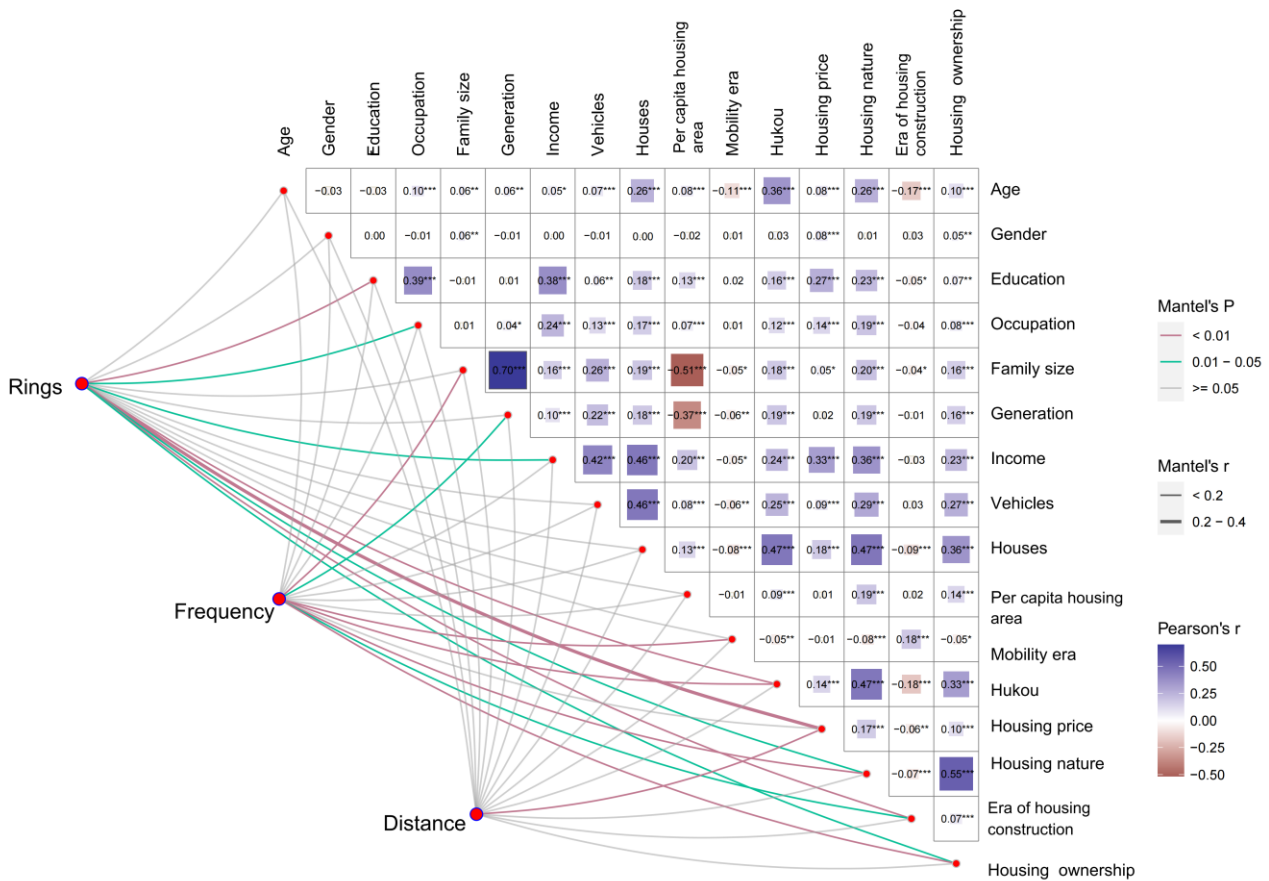 Age
Gender
Education
Occupation
Family size
Generation
Income
Vehicles
Houses
Per capita housing
area
Mobility era
Hukou
Housing price
Housing nature
Era of housing
construction
Housing ownership
−0.03 −0.03 0.10*** 0.06** 0.06** 0.05* 0.07*** 0.26*** 0.08*** −0.11*** 0.36*** 0.08*** 0.26*** −0.17*** 0.10*** Age
0.00 −0.01 0.06** −0.01 0.00 −0.01 0.00 −0.02 0.01 0.03 0.08*** 0.01 0.03 0.05** Gender
0.39*** −0.01 0.01 0.38*** 0.06** 0.18*** 0.13*** 0.02 0.16*** 0.27*** 0.23*** −0.05* 0.07** Education
0.01 0.04* 0.24*** 0.13*** 0.17*** 0.07*** 0.01 0.12*** 0.14*** 0.19*** −0.04 0.08*** Occupation
0.70*** 0.16*** 0.26*** 0.19*** −0.51*** −0.05* 0.18*** 0.05* 0.20*** −0.04* 0.16*** Family size
0.10*** 0.22*** 0.18*** −0.37*** −0.06** 0.19*** 0.02 0.19*** −0.01 0.16*** Generation
0.42*** 0.46*** 0.20*** −0.05* 0.24*** 0.33*** 0.36*** −0.03 0.23*** Income
0.46*** 0.08*** −0.06** 0.25*** 0.09*** 0.29*** 0.03 0.27*** Vehicles
0.13*** −0.08*** 0.47*** 0.18*** 0.47*** −0.09*** 0.36*** Houses
−0.01 0.09*** 0.01 0.19*** 0.02 0.14*** Per capita housing
area
−0.05** −0.01 −0.08*** 0.18*** −0.05* Mobility era
0.14*** 0.47*** −0.18*** 0.33*** Hukou
0.17*** −0.06** 0.10*** Housing price
−0.07*** 0.55*** Housing nature
0.07*** Era of housing
construction
Housing ownership
Rings
Frequency
Distance
Mantel's P
< 0.01
0.01 − 0.05
>= 0.05
Mantel's r
< 0.2
0.2 − 0.4
Pearson's r
0.50
0.25
0.00
−0.25
−0.50